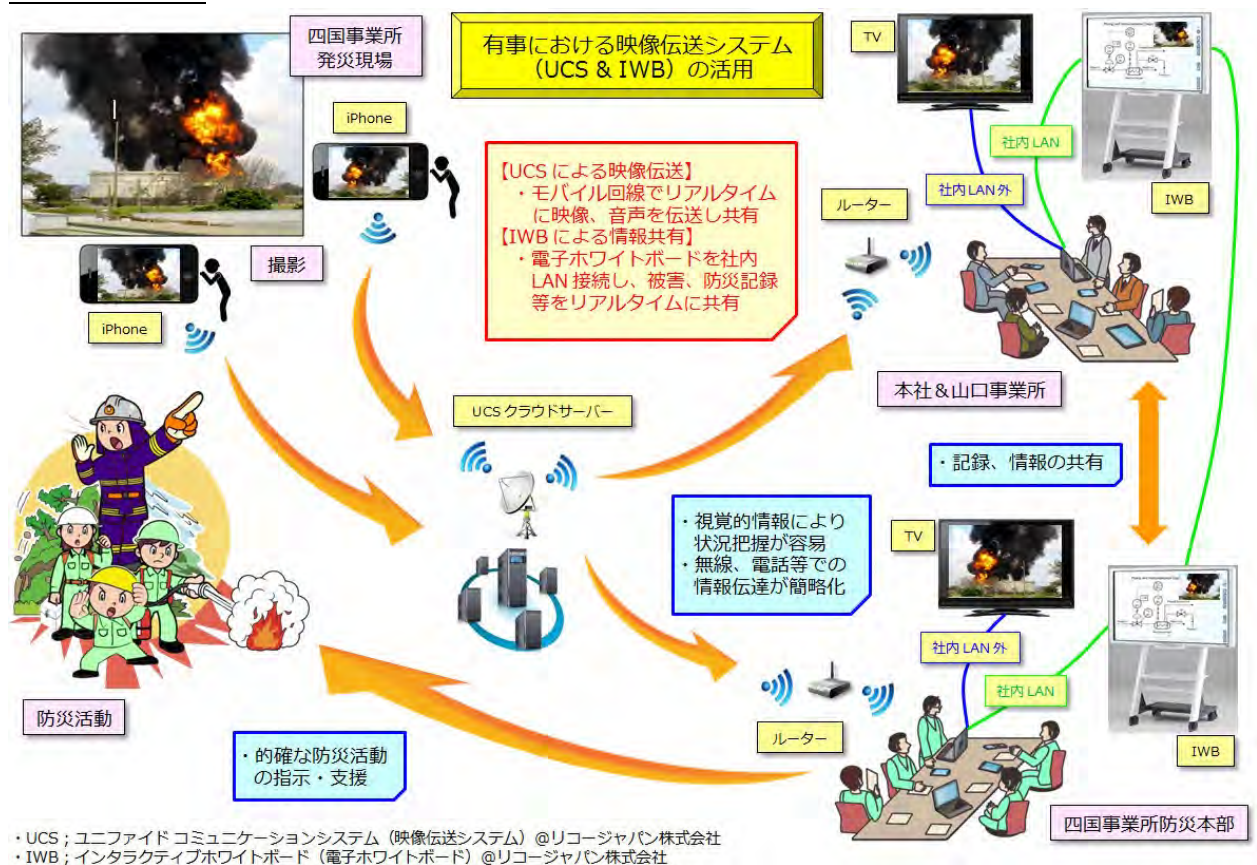 四国事業所
発災現場
有事における映像伝送システム
（UCS & IWB）の活用
TV
iPhone
社内 LAN
【UCS による映像伝送】
・モバイル回線でリアルタイム
に映像、音声を伝送し共有
【IWB による情報共有】
・電子ホワイトボードを社内
LAN 接続し、被害、防災記録
等をリアルタイムに共有
社内 LAN 外
IWB
ルーター
撮影
iPhone
本社＆山口事業所
UCS クラウドサーバー
・記録、情報の共有
・視覚的情報により
状況把握が容易
・無線、電話等での
情報伝達が簡略化
TV
社内 LAN 外
社内 LAN
防災活動
ルーター
IWB
・的確な防災活動
の指示・支援
四国事業所防災本部
・UCS；ユニファイド コミュニケーションシステム（映像伝送システム）@リコージャパン株式会社
・IWB；インタラクティブホワイトボード（電子ホワイトボード）@リコージャパン株式会社